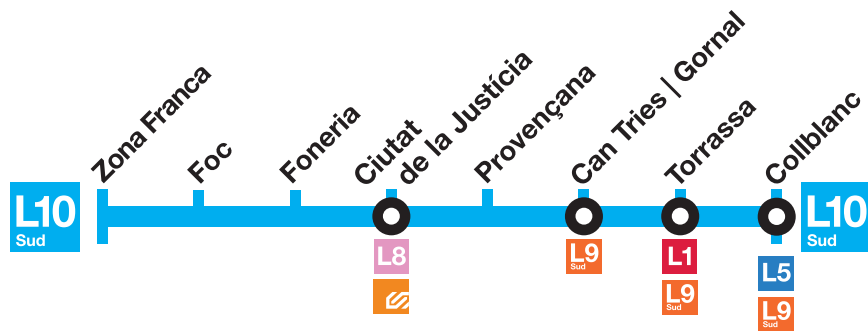 Zona Franca
Foc
Foneria
Ciutat
de la Justícia
Provençana
Can Tries | Gornal
Torrassa
Collblanc
L10
Sud
L10
Sud
L8
L9
Sud
L1
L9
Sud
L5
L9
Sud